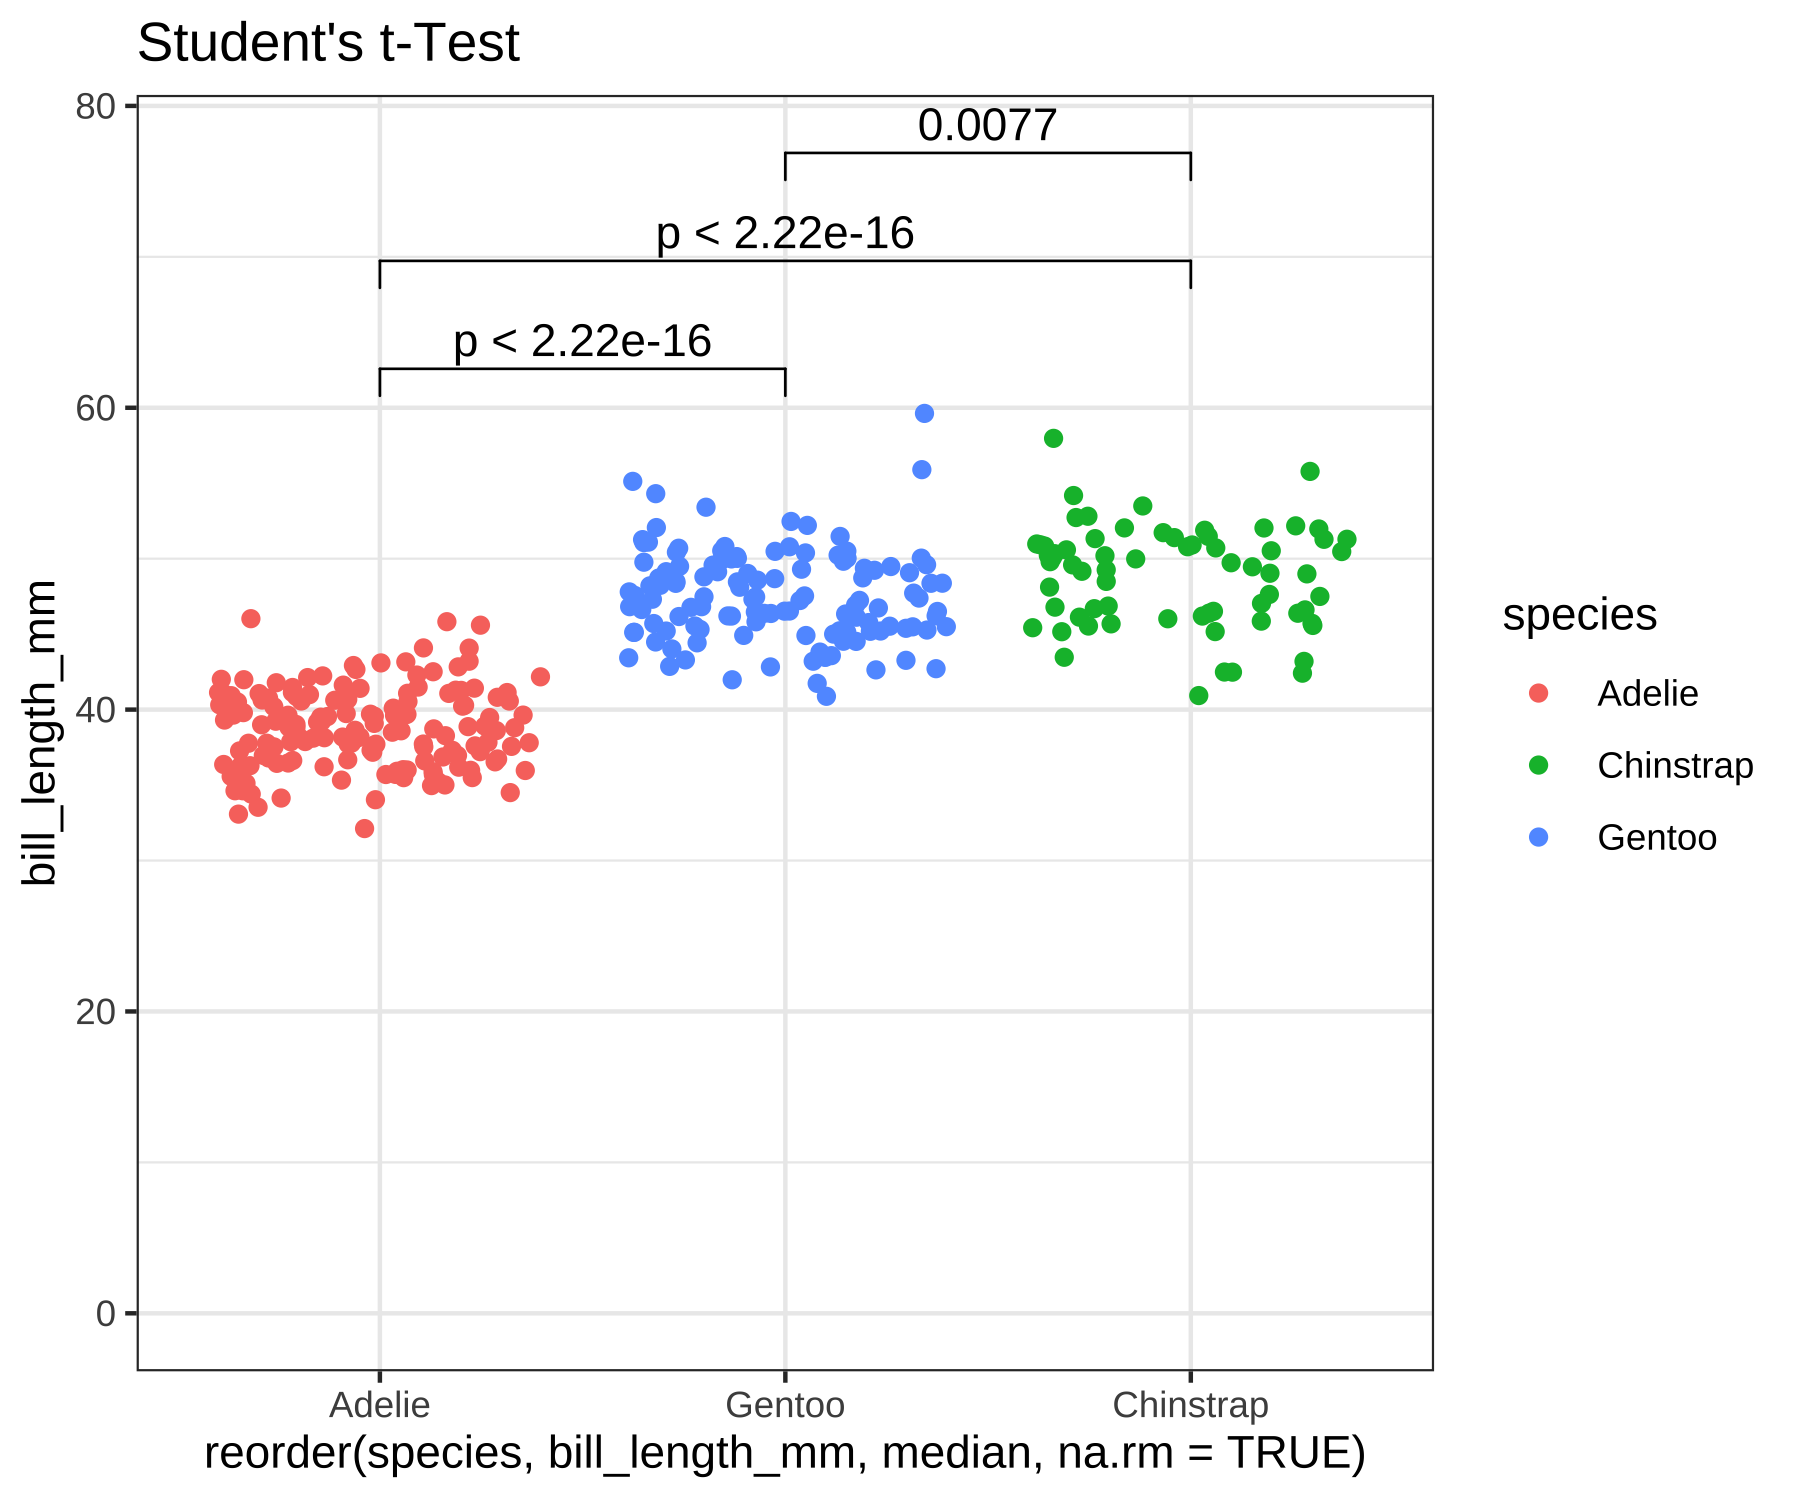 Student's t-Test
80
0.0077
p < 2.22e-16
p < 2.22e-16
60
40
20
0
bill_length_mm
Adelie
Gentoo
Chinstrap
reorder(species, bill_length_mm, median, na.rm = TRUE)
species
Adelie
Chinstrap
Gentoo